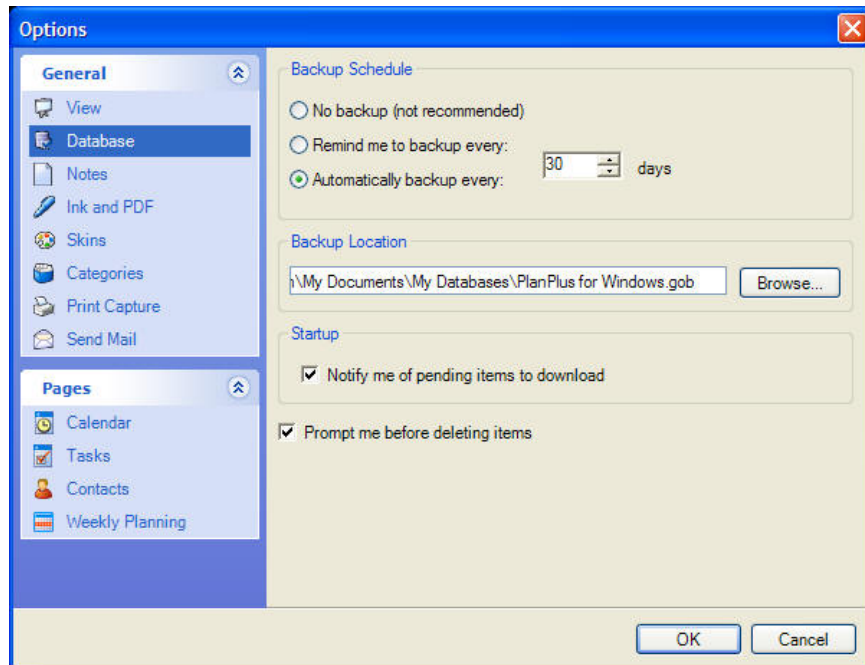 Options
General
View
Database
Notes
Ink and PDF
Skins
Categories
Print Capture
Send Mail
Pages
Calendar
Tasks
Contacts
Weekly Planning
Backup Schedule
No backup (not recommended)
Remind me to backup every:
30 days
Automatically backup every:
Backup Location
\My Documents\My Databases\PlanPlus for Windows.gob Browse...
Startup
Notify me of pending items to download
Prompt me before deleting items
OK Cancel